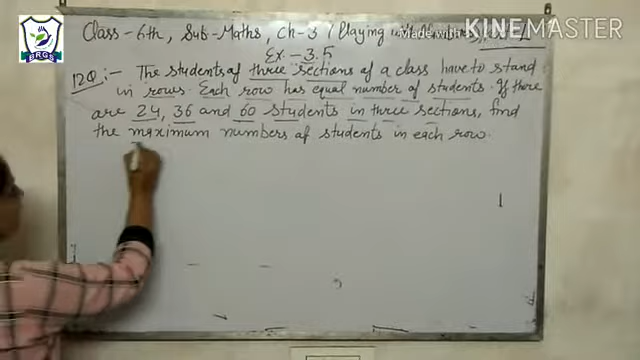 Class - 6th, Sub - Maths, Ch - 3 (Playing with
Made with KINEMASTER
Ex - 3.5
BRGS
12Q :- The students of three sections of a class have to stand
in rows. Each row has equal number of students. If there
are 24, 36 and 60 students in three sections, find
the maximum numbers of students in each row.